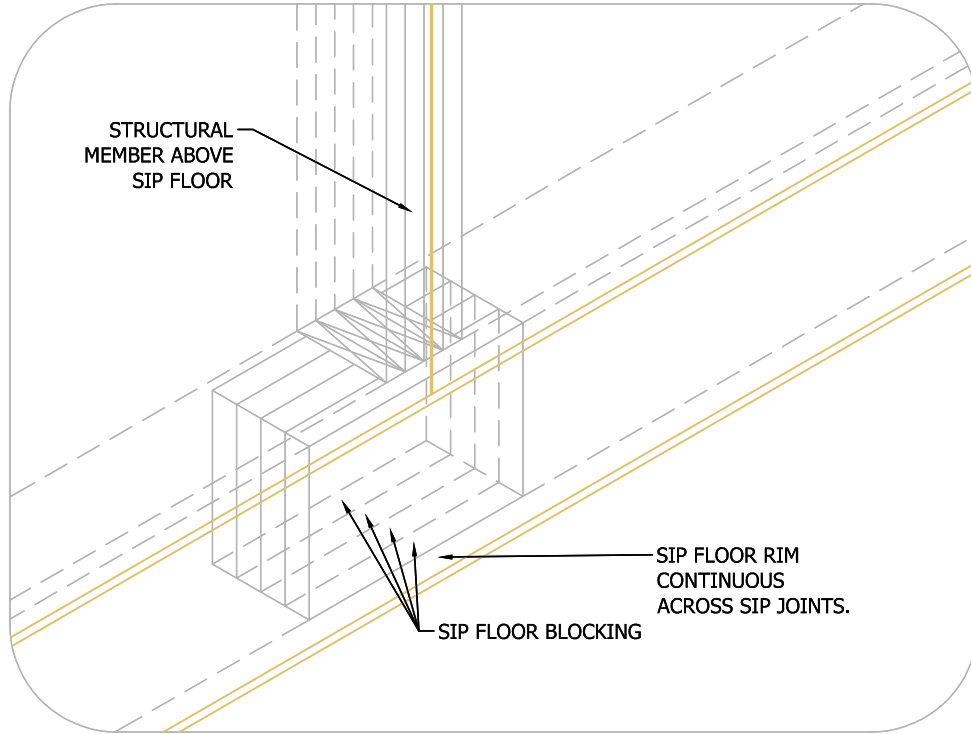 STRUCTURAL
MEMBER ABOVE
SIP FLOOR
SIP FLOOR RIM
CONTINUOUS
ACROSS SIP JOINTS.
SIP FLOOR BLOCKING